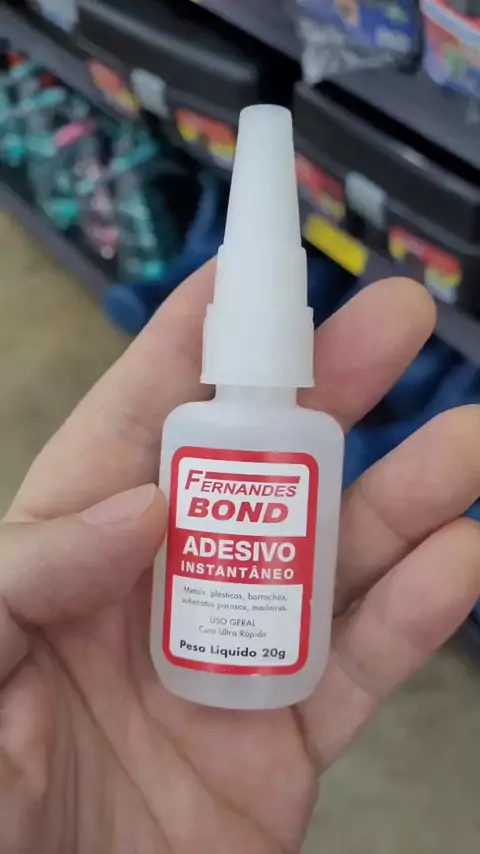 FERNANDES
BOND
ADESIVO
INSTANTÂNEO
Metais, plásticos, borrachas,
substratos porosos, madeiras.
USO GERAL
Cura Ultra Rápida
Peso Líquido 20g